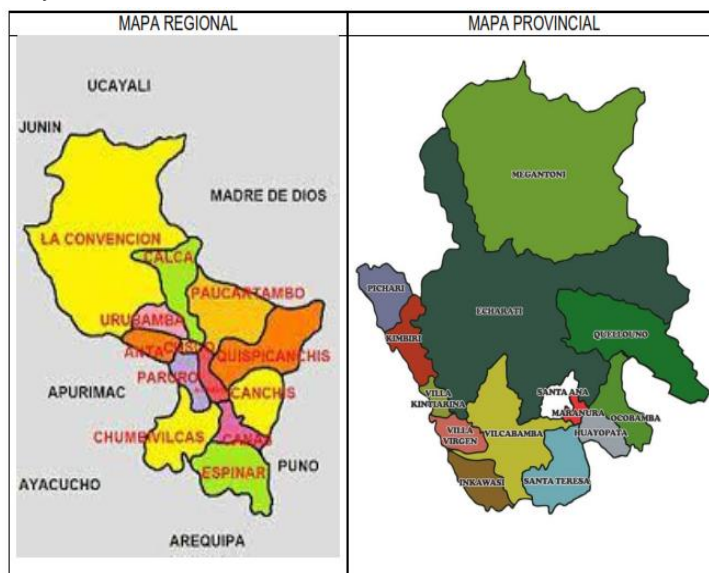 MAPA REGIONAL
MAPA PROVINCIAL
UCAYALI
JUNIN
MADRE DE DIOS
LA CONVENCION
CALCA
PAUCARTAMBO
URUBAMBA
ANTA
CUSCO
QUISPICANCHIS
PARURO
APURIMAC
CANCHIS
CHUMBIVILCAS
CANAS
PUNO
ESPINAR
AYACUCHO
AREQUIPA
MEGANTONI
PICHARI
ECHARATI
KIMBIRI
QUELLOUNO
VILLA
KINTIARINA
SANTA ANA
MARANURA
OCOBAMBA
VILLA
VIRGEN
VILCABAMBA
HUAYOPATA
INKAWASI
SANTA TERESA